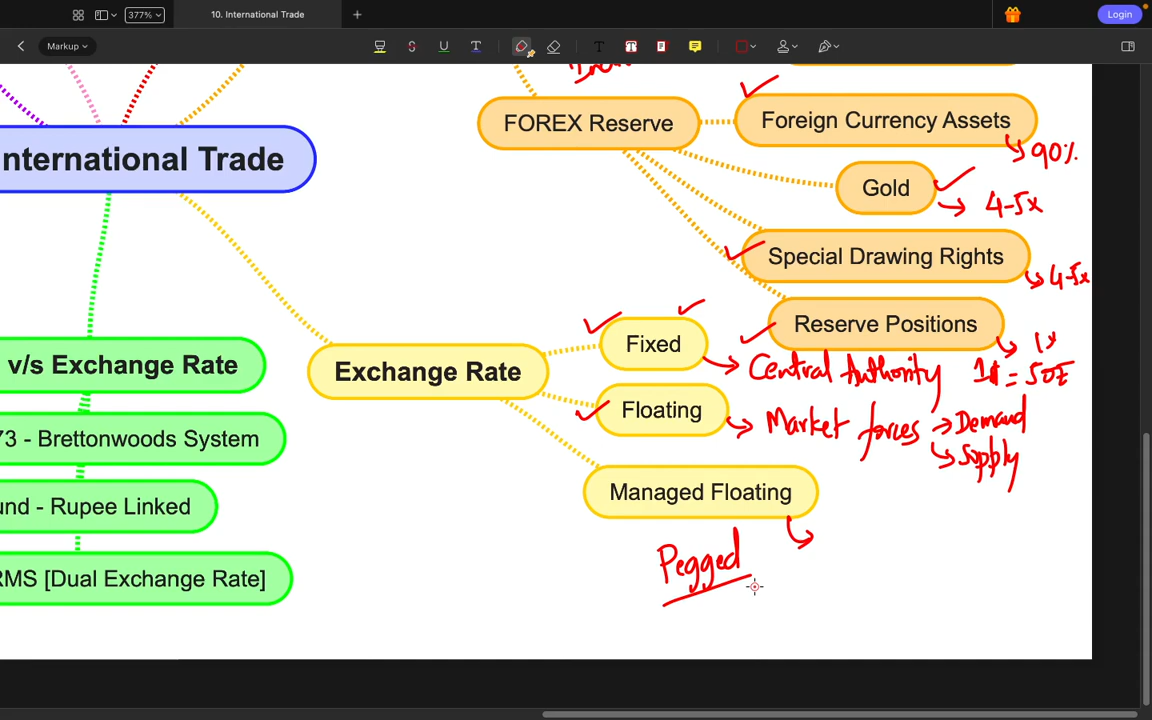 377%
10. International Trade
Login
Markup
FOREX Reserve
Foreign Currency Assets
90%
Gold
4-5%
Special Drawing Rights
4-5%
Reserve Positions
1%
nternational Trade
Exchange Rate
Fixed
Central Authority
Floating
Market forces → Demand
Supply
Managed Floating
Pegged
v/s Exchange Rate
73 - Brettonwoods System
und - Rupee Linked
RMS [Dual Exchange Rate]